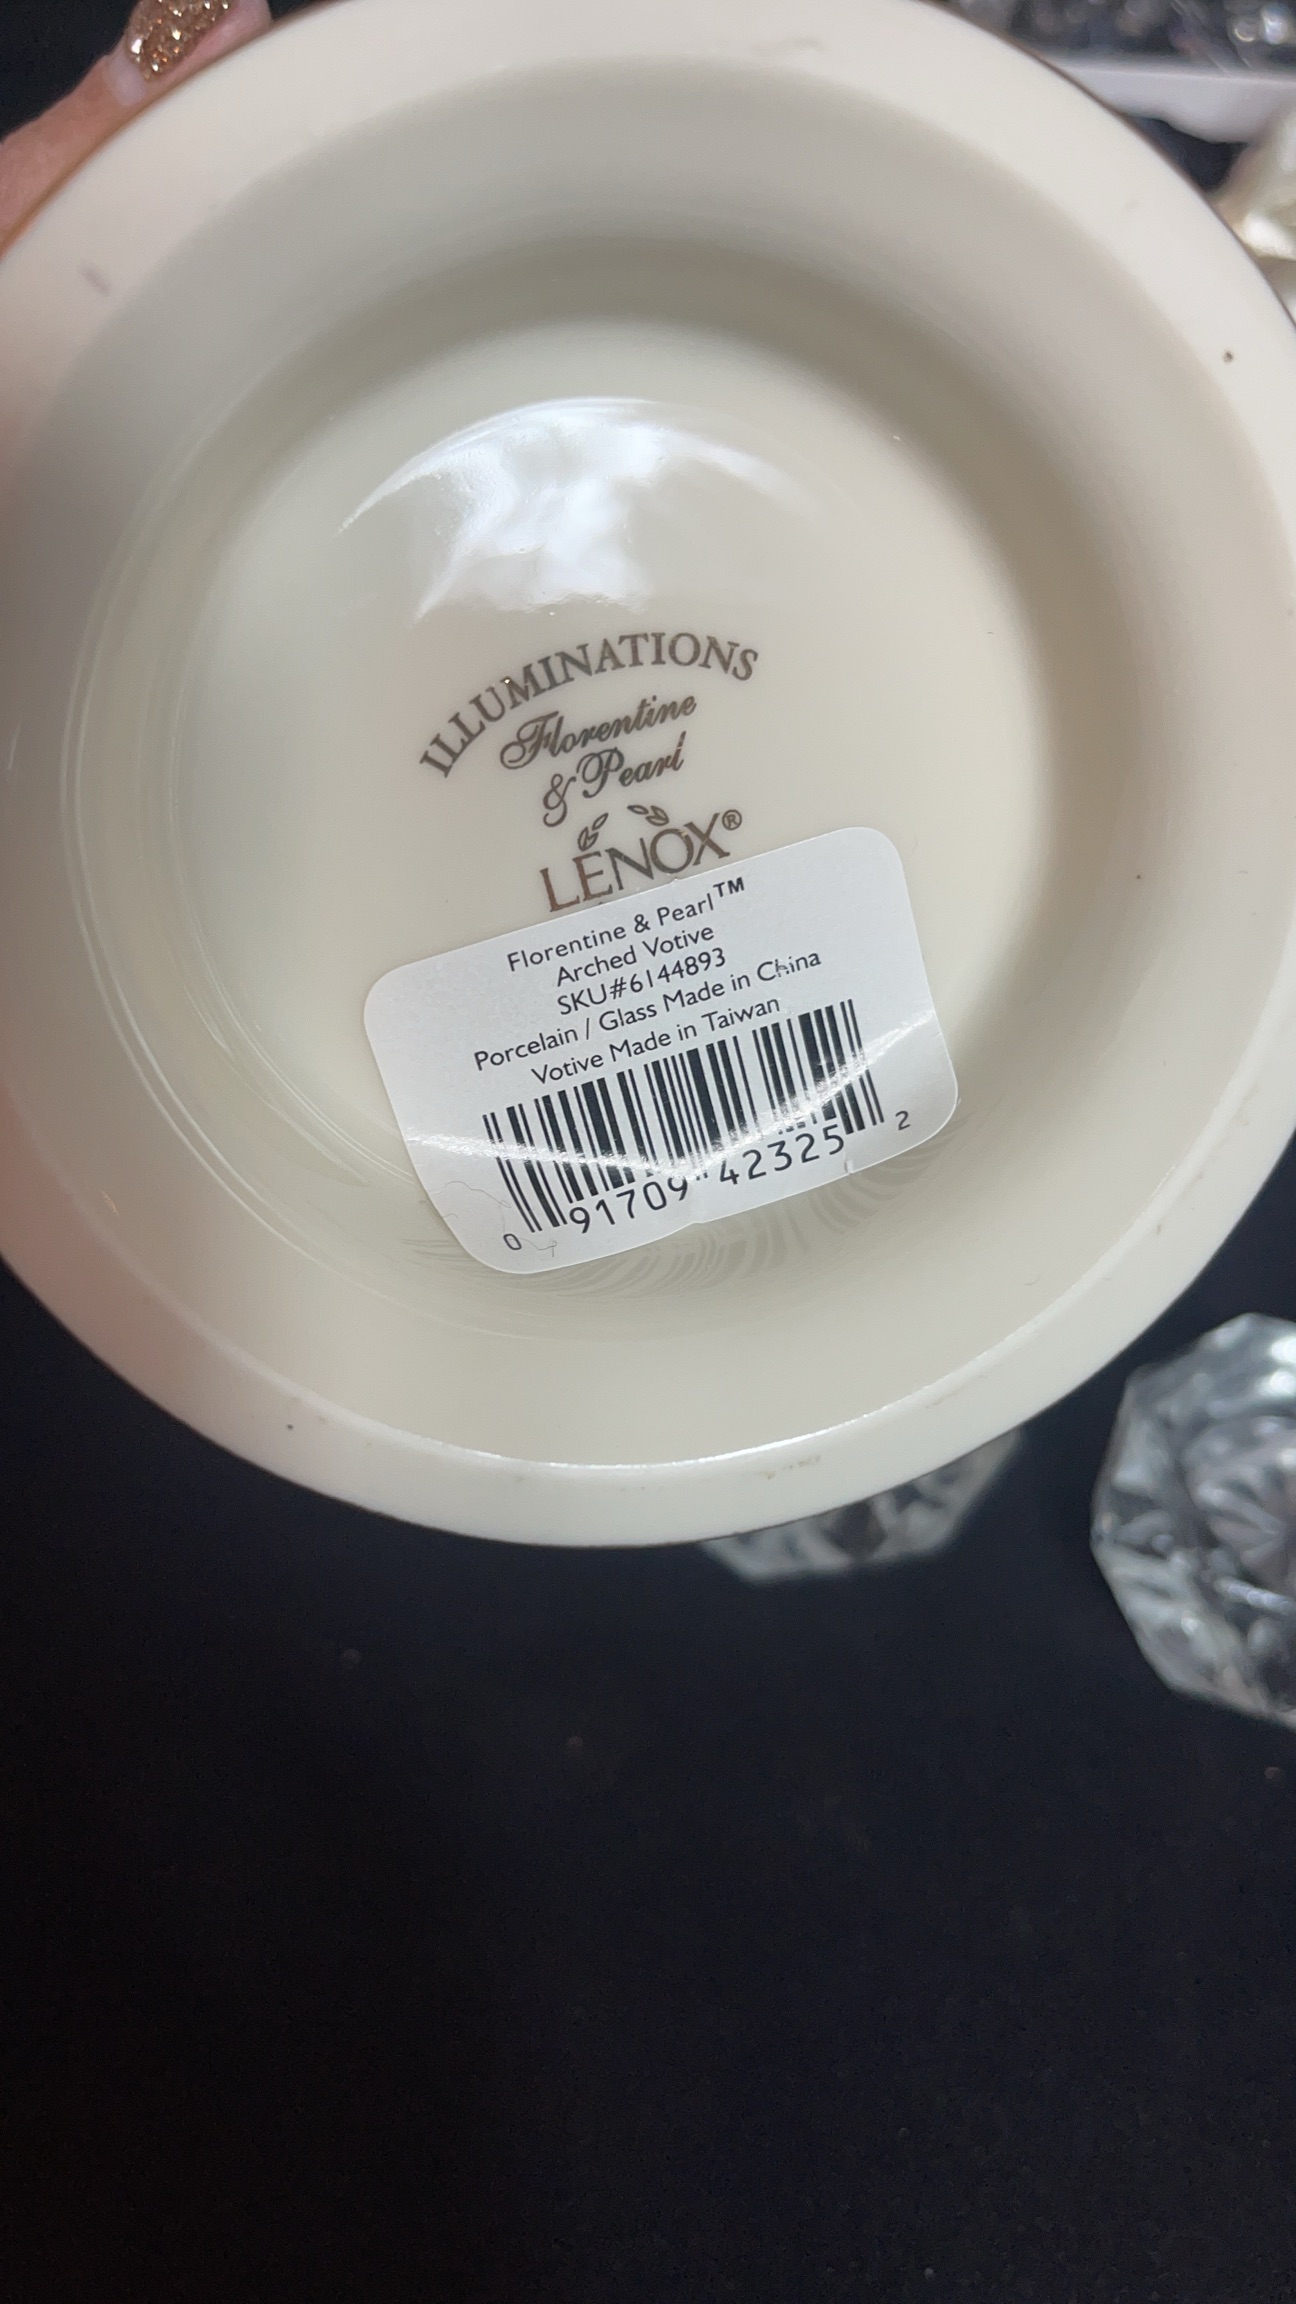 ILLUMINATIONS
Florentine
& Pearl
LENOX®
Florentine & Pearl™
Arched Votive
SKU#6144893
Porcelain / Glass Made in China
Votive Made in Taiwan
0 91709 42325 2